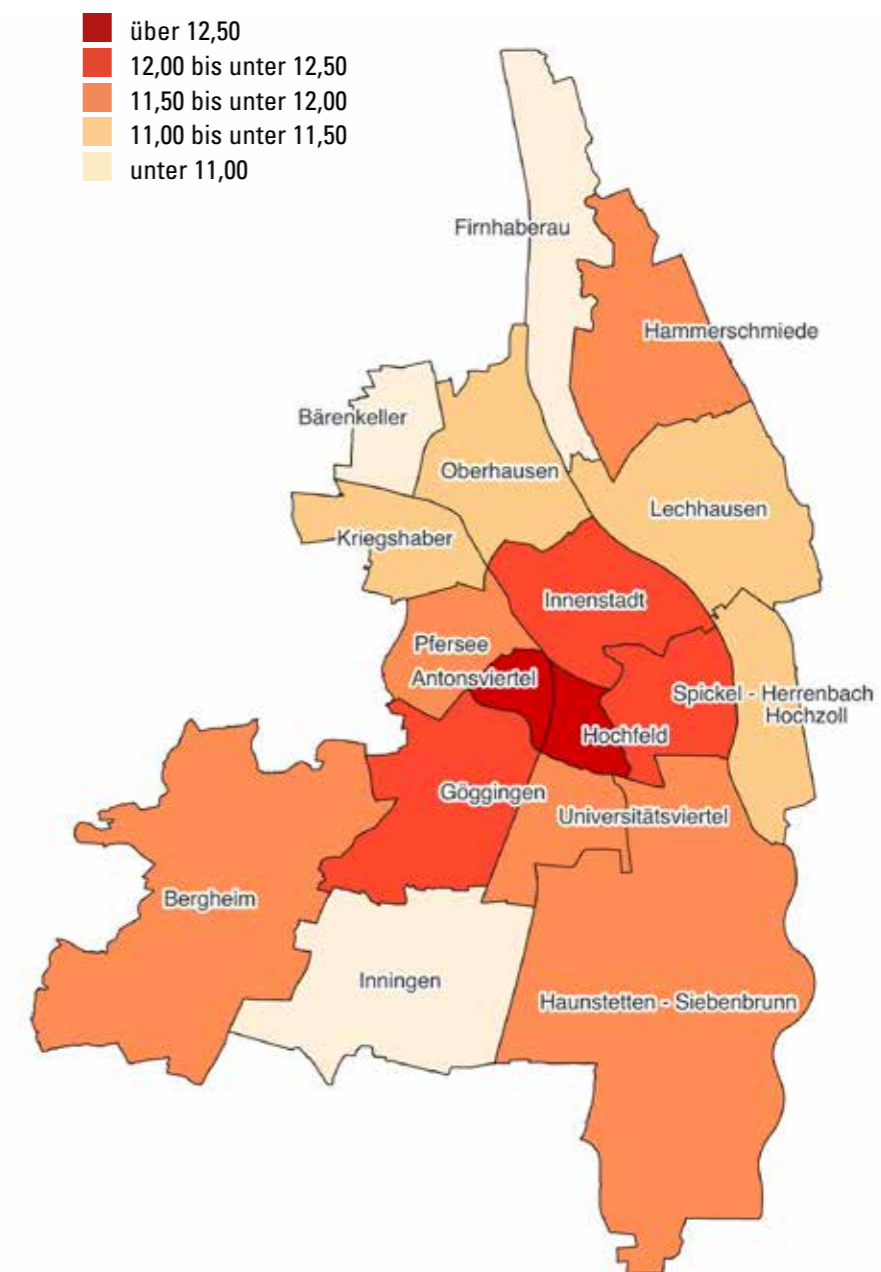 über 12,50
12,00 bis unter 12,50
11,50 bis unter 12,00
11,00 bis unter 11,50
unter 11,00
Firnhaberau
Hammerschmiede
Bärenkeller
Oberhausen
Lechhausen
Kriegshaber
Innenstadt
Pfersee
Antonsviertel
Spickel - Herrenbach
Hochzoll
Hochfeld
Göggingen
Universitätsviertel
Bergheim
Inningen
Haunstetten - Siebenbrunn